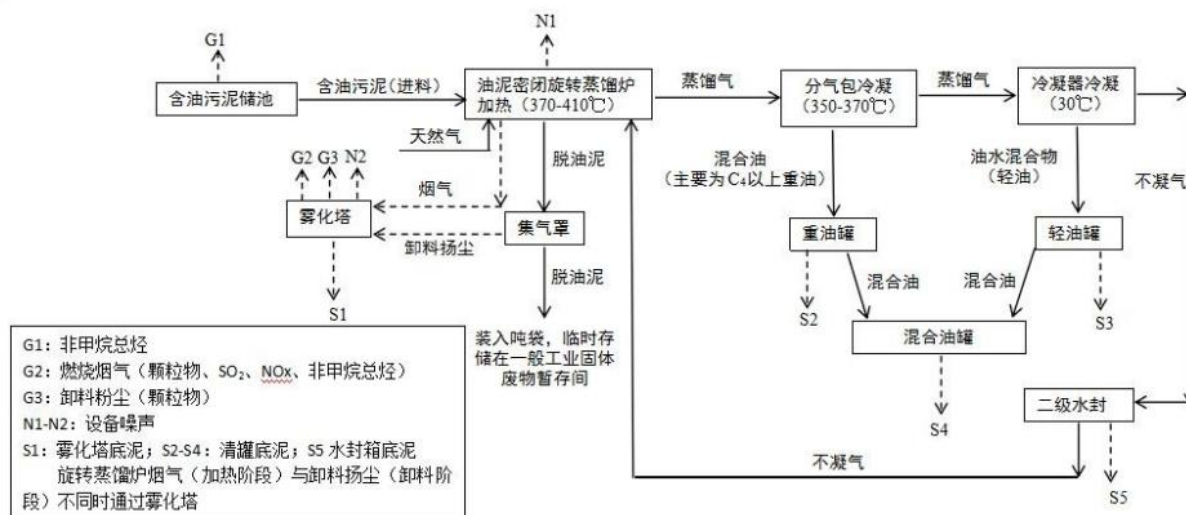 G1
N1
含油污泥储池
含油污泥(进料)
油泥密闭旋转蒸馏炉
加热(370-410℃)
蒸馏气
分气包冷凝
(350-370℃)
蒸馏气
冷凝器冷凝
(30℃)
天然气
G2
G3
N2
烟气
脱油泥
混合油
(主要为C₄以上重油)
油水混合物
(轻油)
不凝气
雾化塔
卸料扬尘
集气罩
重油罐
轻油罐
脱油泥
混合油
混合油
S1
S2
S3
装入吨袋,临时存
储在一般工业固体
废物暂存间
混合油罐
S4
二级水封
不凝气
S5
G1:非甲烷总烃
G2:燃烧烟气(颗粒物、SO₂、NOx、非甲烷总烃)
G3:卸料粉尘(颗粒物)
N1-N2:设备噪声
S1:雾化塔底泥;S2-S4:清罐底泥;S5 水封箱底泥
旋转蒸馏炉烟气(加热阶段)与卸料扬尘(卸料阶
段)不同时通过雾化塔